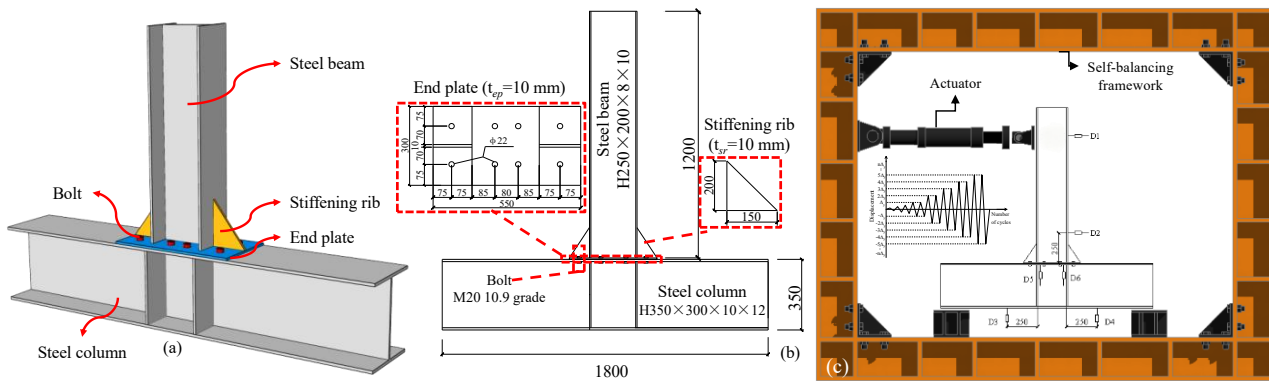 Steel beam
Bolt
Stiffening rib
End plate
Steel column
(a)
End plate (tep=10 mm)
75
70
10
70
75
300
ϕ 22
75 75 85 80 85 75 75
550
Steel beam
H250×200×8×10
1200
Stiffening rib
(tsr=10 mm)
200
150
Bolt
M20 10.9 grade
Steel column
H350×300×10×12
350
1800
(b)
Self-balancing
framework
Actuator
D1
Displacement
Number
of cycles
D2
250
D5
D6
D3
250
250
D4
(c)